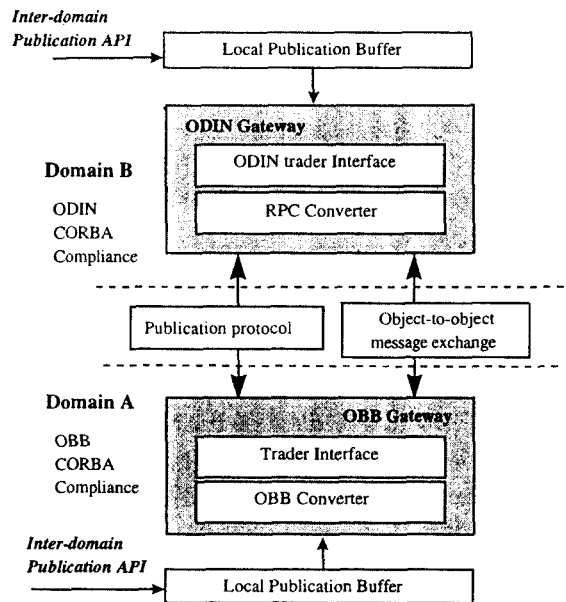 Inter-domain
Publication API
Local Publication Buffer
ODIN Gateway
ODIN trader Interface
RPC Converter
Domain B
ODIN
CORBA
Compliance
Publication protocol
Object-to-object
message exchange
Domain A
OBB
CORBA
Compliance
OBB Gateway
Trader Interface
OBB Converter
Inter-domain
Publication API
Local Publication Buffer